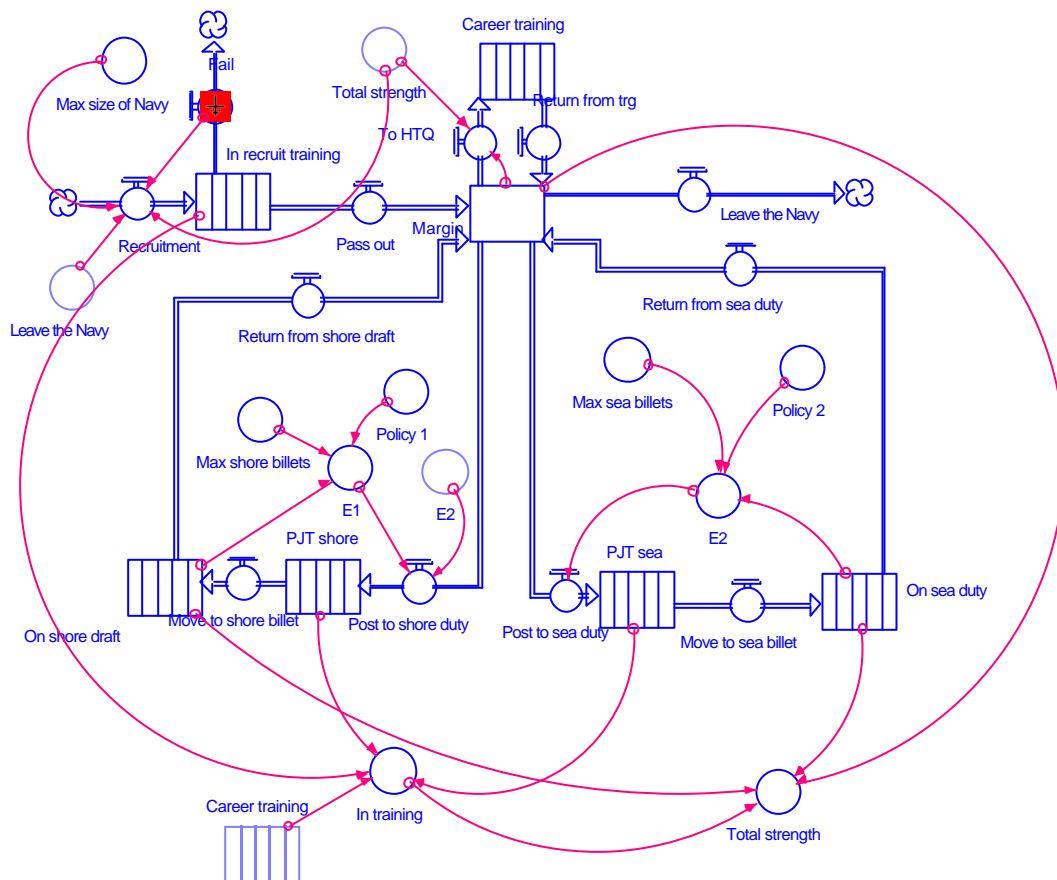 Career training
Fail
Max size of Navy
Total strength
Return from trg
To HTQ
In recruit training
Leave the Navy
Margin
Pass out
Recruitment
Return from sea duty
Leave the Navy
Return from shore draft
Max sea billets
Policy 2
Policy 1
Max shore billets
E1
E2
E2
PJT shore
PJT sea
On sea duty
Move to shore billet
Post to shore duty
Post to sea duty
Move to sea billet
On shore draft
Career training
In training
Total strength